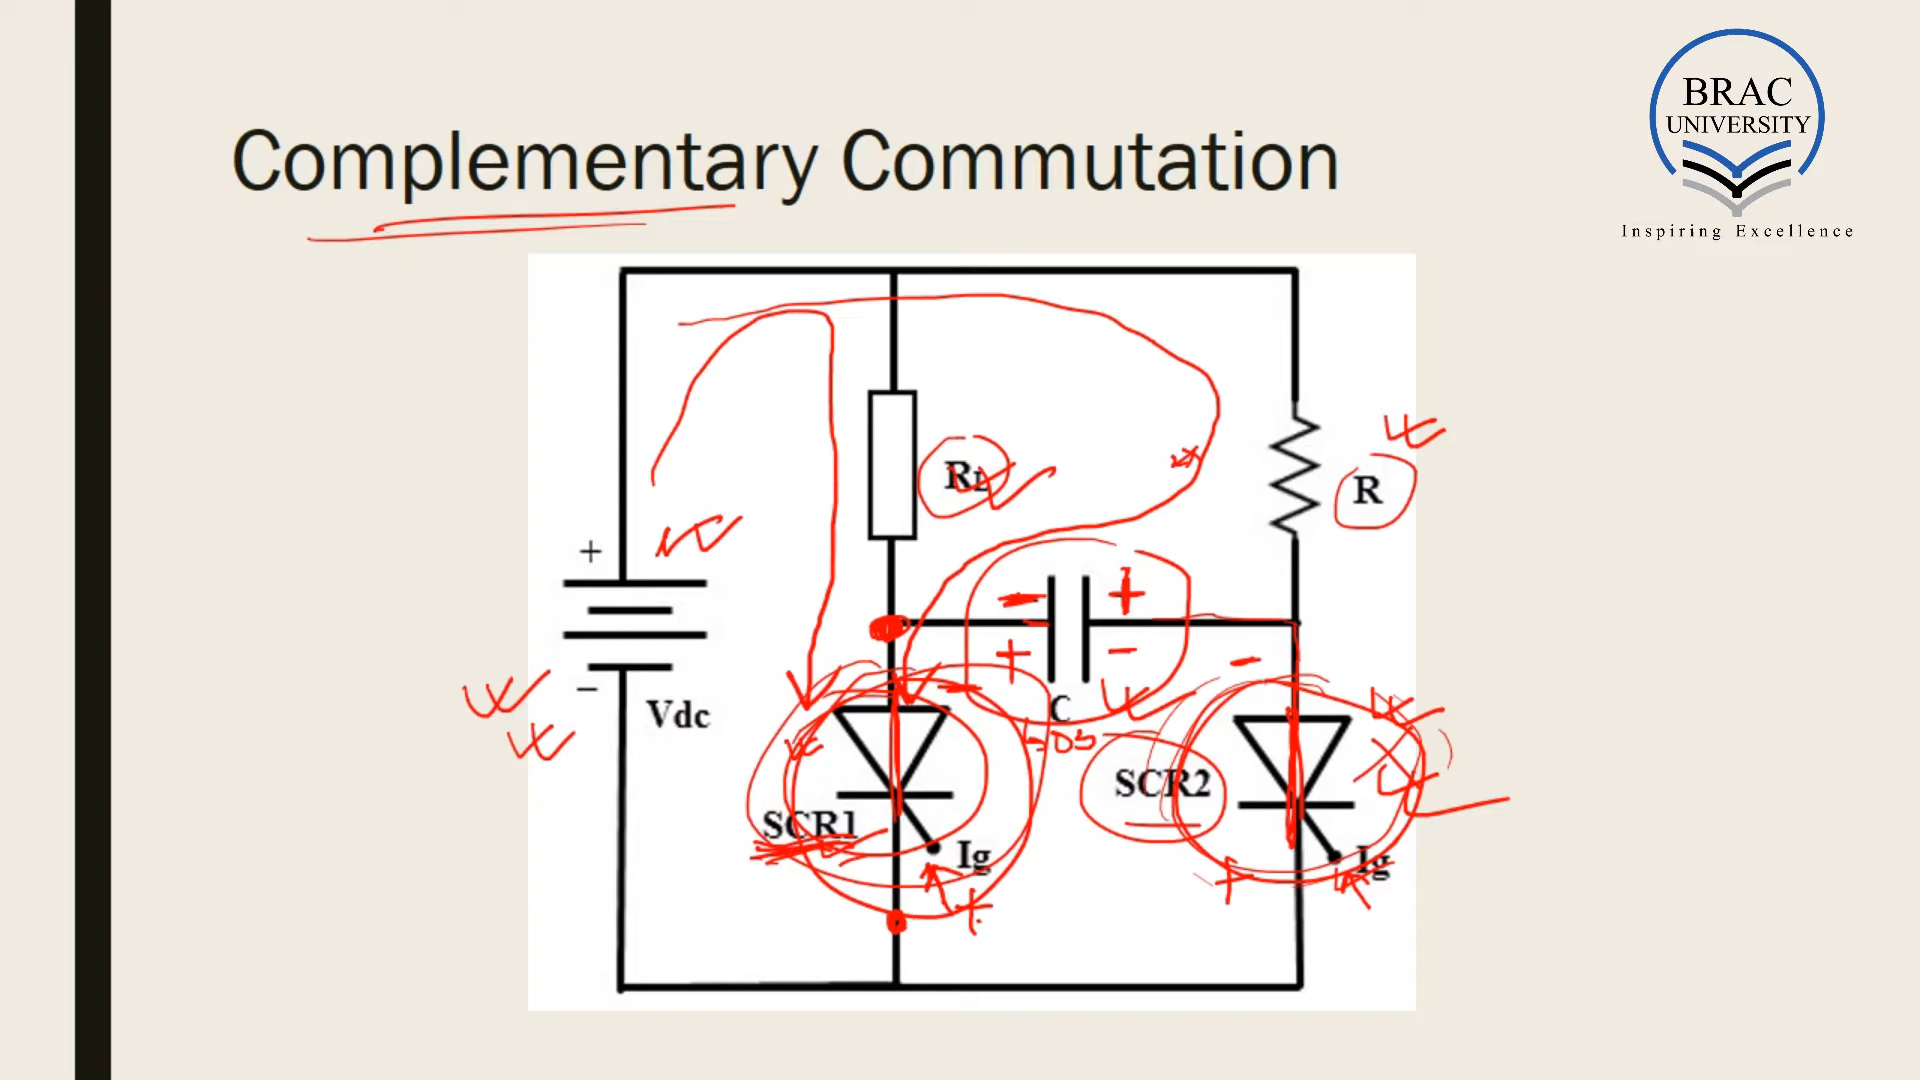 Complementary Commutation
BRAC
UNIVERSITY
Inspiring Excellence
RL
R
+
− +
+ −
−
C
Vdc
SCR1
SCR2
Ig
Ig